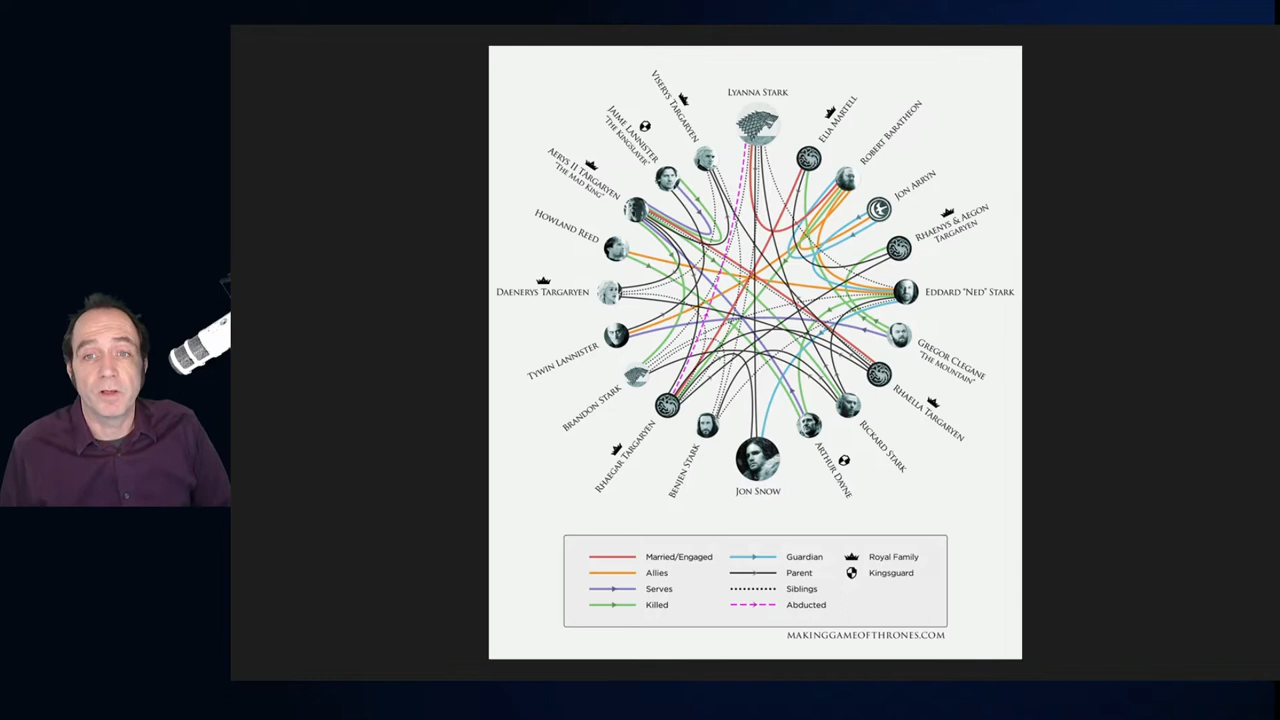 LYANNA STARK
VISERYS TARGARYEN
ELIA MARTELL
JAIME LANNISTER
"THE KINGSLAYER"
ROBERT BARATHEON
AERYS II TARGARYEN
"THE MAD KING"
JON ARRYN
HOWLAND REED
RHAENYS & AEGON
TARGARYEN
DAENERYS TARGARYEN
EDDARD "NED" STARK
TYWIN LANNISTER
GREGOR CLEGANE
"THE MOUNTAIN"
BRANDON STARK
RHAELLA TARGARYEN
RHAEGAR TARGARYEN
BENJEN STARK
JON SNOW
ARTHUR DAYNE
RICKARD STARK
Married/Engaged Guardian Royal Family
Allies Parent Kingsguard
Serves Siblings
Killed Abducted
MAKINGGAMEOFTHRONES.COM